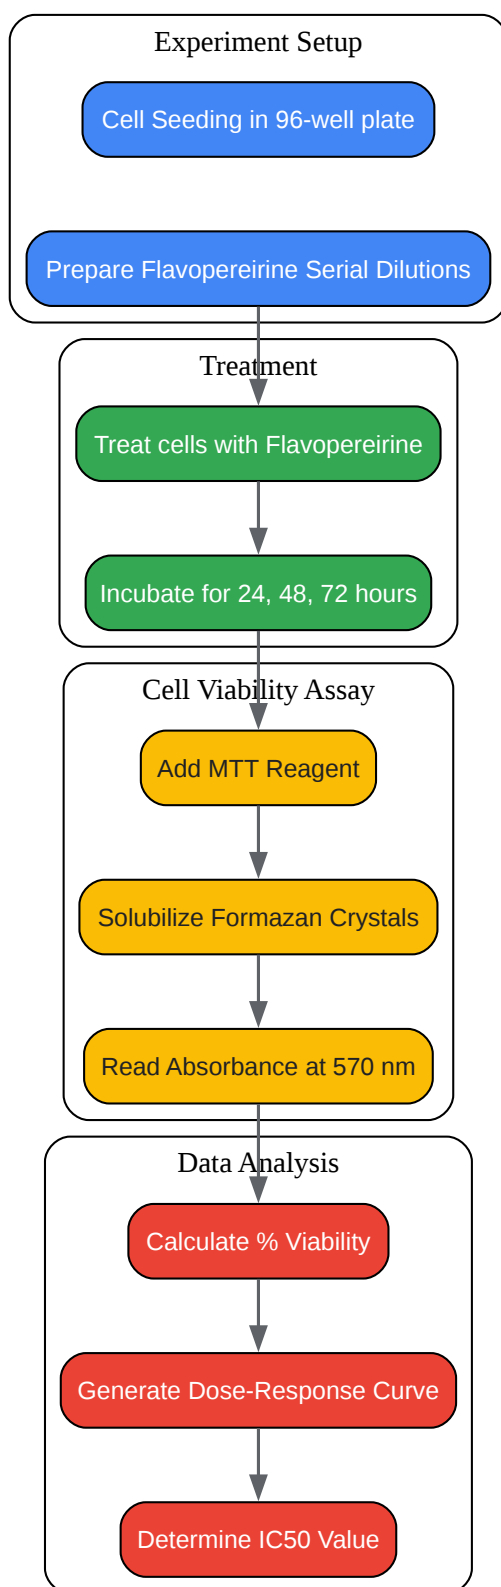 Experiment Setup
Cell Seeding in 96-well plate
Prepare Flavopereirine Serial Dilutions
Treatment
Treat cells with Flavopereirine
Incubate for 24, 48, 72 hours
Cell Viability Assay
Add MTT Reagent
Solubilize Formazan Crystals
Read Absorbance at 570 nm
Data Analysis
Calculate % Viability
Generate Dose-Response Curve
Determine IC50 Value